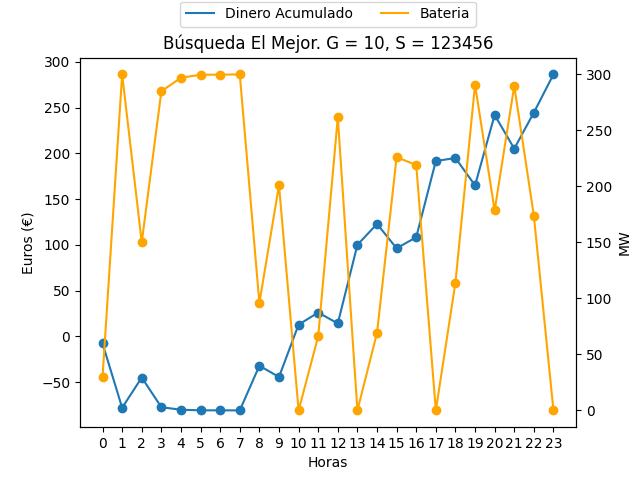 Dinero Acumulado Bateria
Búsqueda El Mejor. G = 10, S = 123456
300
250
200
150
100
50
0
−50
Euros (€)
300
250
200
150
100
50
0
MW
0 1 2 3 4 5 6 7 8 9 10 11 12 13 14 15 16 17 18 19 20 21 22 23
Horas